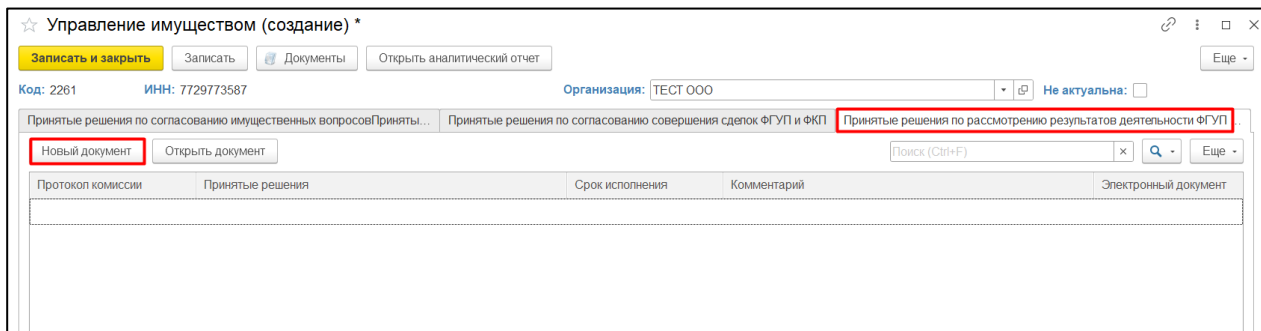 Управление имуществом (создание) *
Записать и закрыть Записать Документы Открыть аналитический отчет Еще
Код: 2261 ИНН: 7729773587 Организация: ТЕСТ ООО Не актуальна:
Принятые решения по согласованию имущественных вопросовПриняты... Принятые решения по согласованию совершения сделок ФГУП и ФКП Принятые решения по рассмотрению результатов деятельности ФГУП ...
Новый документ Открыть документ Поиск (Ctrl+F) Еще
Протокол комиссии Принятые решения Срок исполнения Комментарий Электронный документ